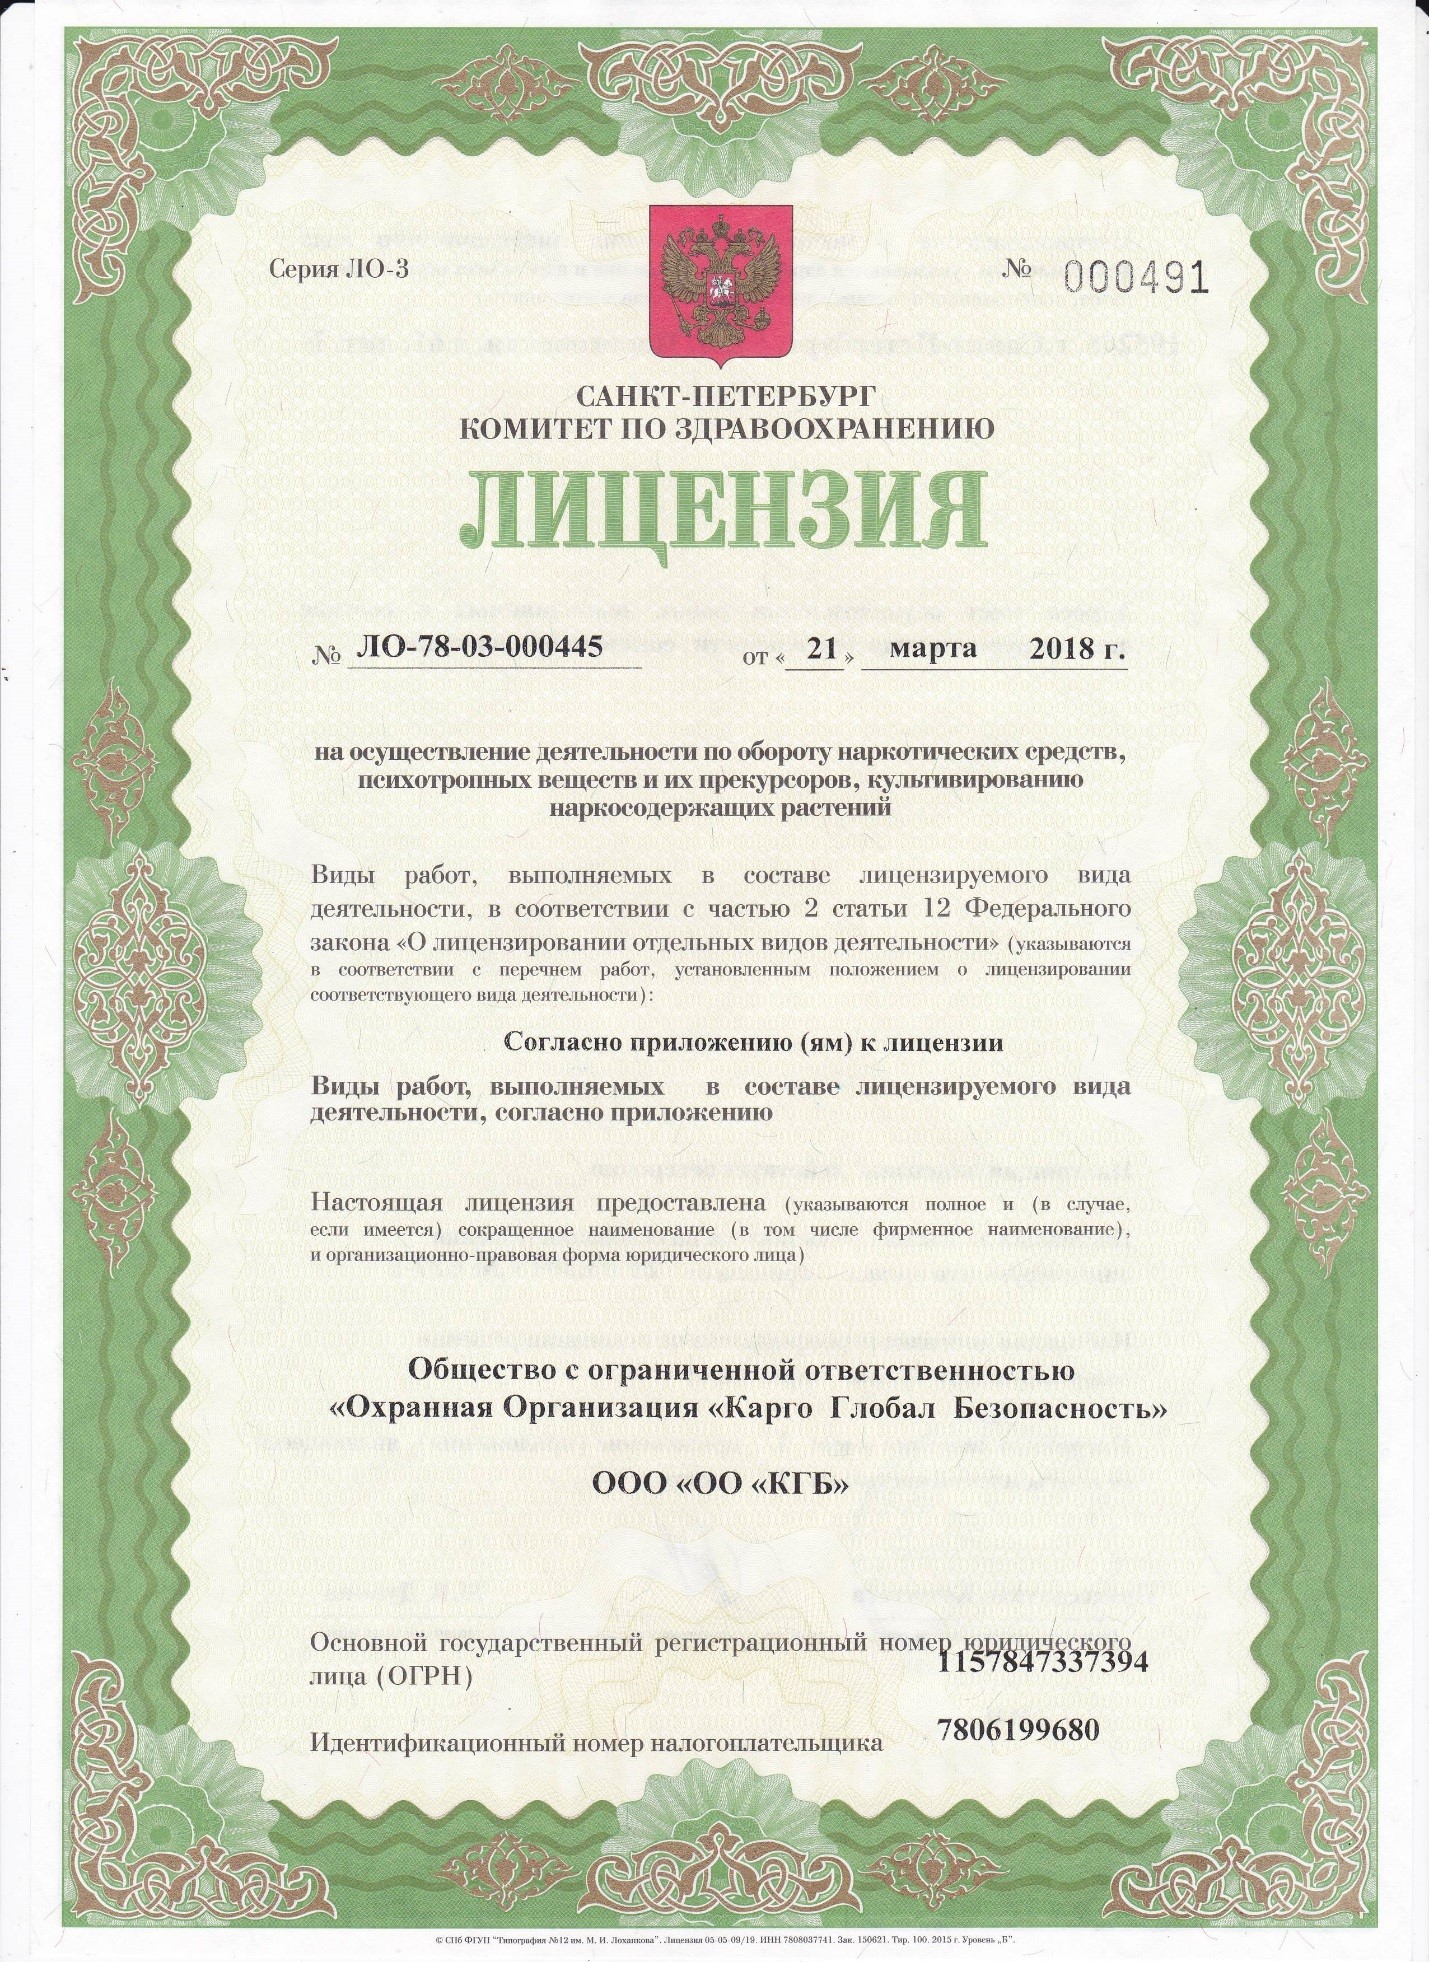 Серия ЛО-3
№ 000491
САНКТ-ПЕТЕРБУРГ
КОМИТЕТ ПО ЗДРАВООХРАНЕНИЮ
ЛИЦЕНЗИЯ
№ ЛО-78-03-000445 от « 21 » марта 2018 г.
на осуществление деятельности по обороту наркотических средств,
психотропных веществ и их прекурсоров, культивированию
наркосодержащих растений
Виды работ, выполняемых в составе лицензируемого вида
деятельности, в соответствии с частью 2 статьи 12 Федерального
закона «О лицензировании отдельных видов деятельности» (указываются
в соответствии с перечнем работ, установленным положением о лицензировании
соответствующего вида деятельности):
Согласно приложению (ям) к лицензии
Виды работ, выполняемых в составе лицензируемого вида
деятельности, согласно приложению
Настоящая лицензия предоставлена (указываются полное и (в случае,
если имеется) сокращенное наименование (в том числе фирменное наименование),
и организационно-правовая форма юридического лица)
Общество с ограниченной ответственностью
«Охранная Организация «Карго Глобал Безопасность»
ООО «ОО «КГБ»
Основной государственный регистрационный номер юридического
лица (ОГРН) 1157847337394
Идентификационный номер налогоплательщика 7806199680
© СПб ФГУП "Типография №12 им. М. И. Лоханкова". Лицензия 05-05-09/19. ИНН 7808037741. Зак. 150621. Тир. 100. 2015 г. Уровень „Б".